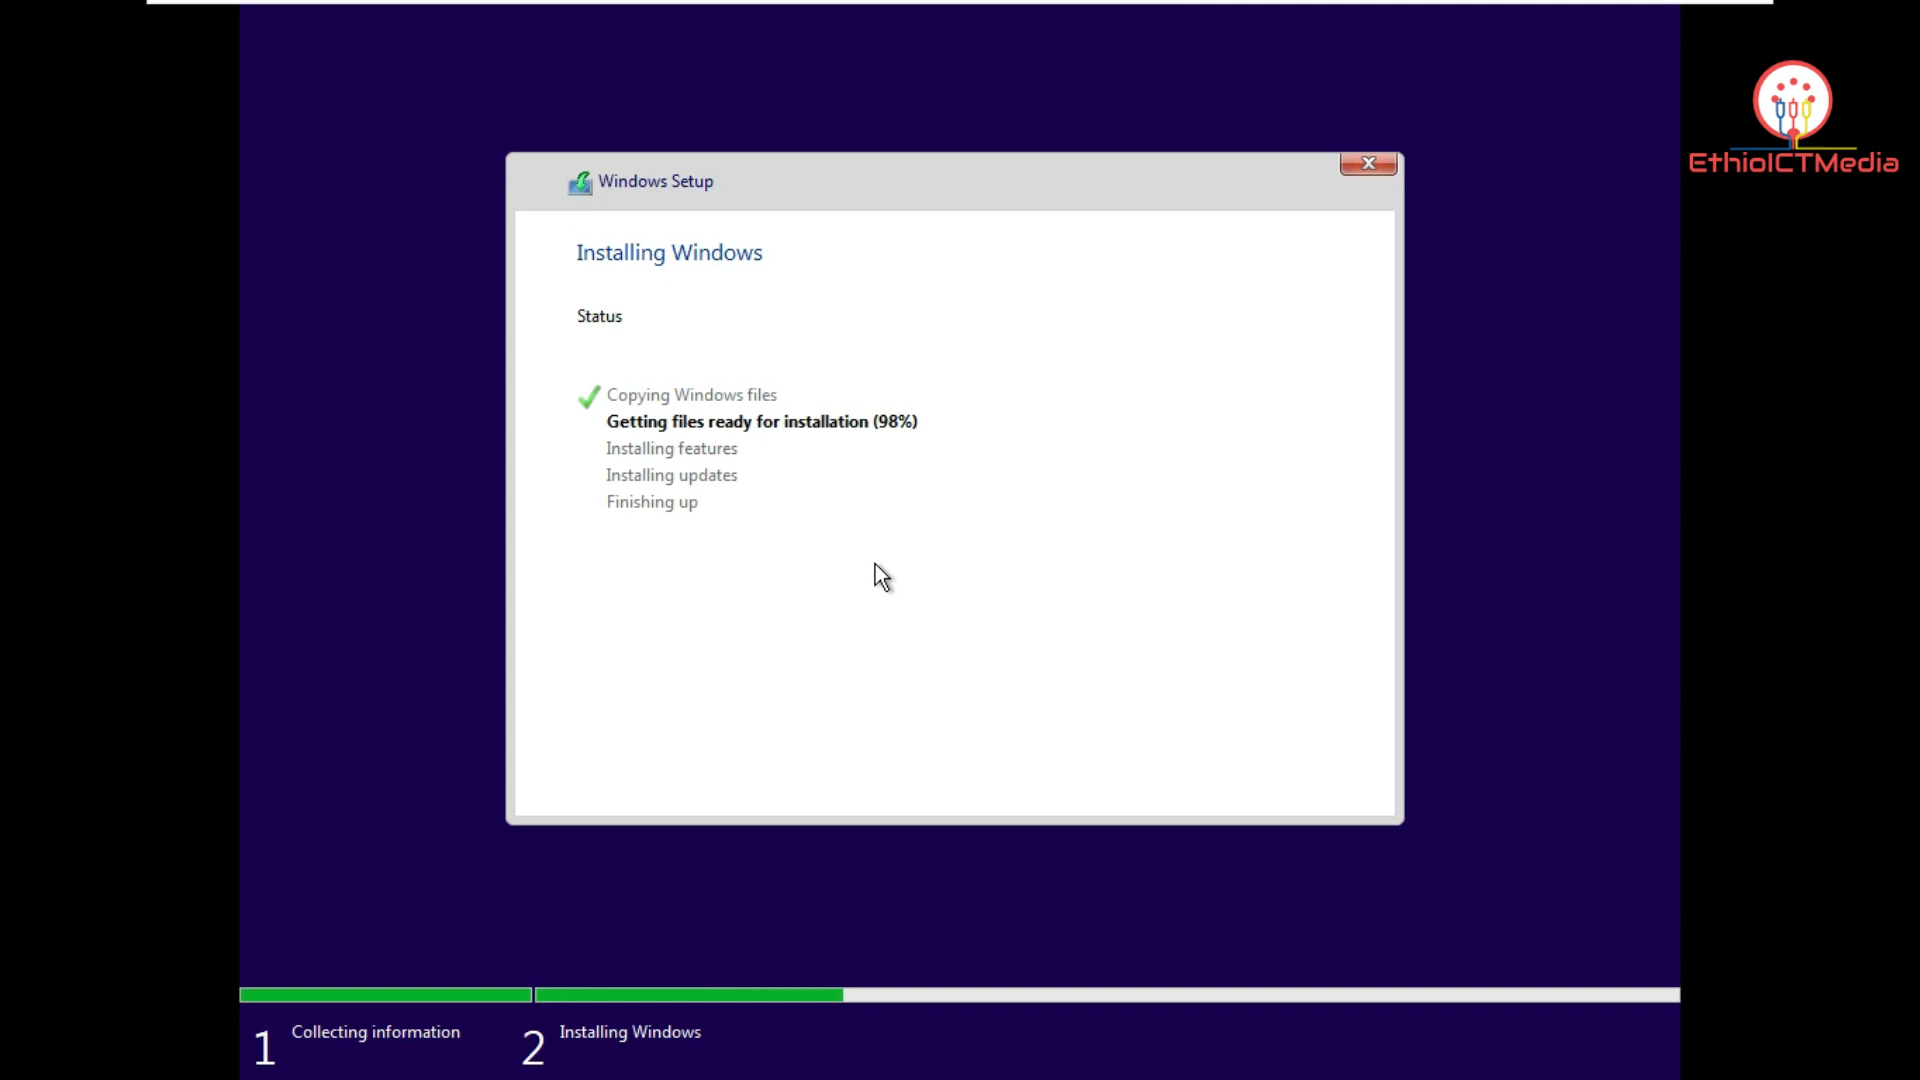 EthioICTMedia
Windows Setup
Installing Windows
Status
Copying Windows files
Getting files ready for installation (98%)
Installing features
Installing updates
Finishing up
1 Collecting information
2 Installing Windows